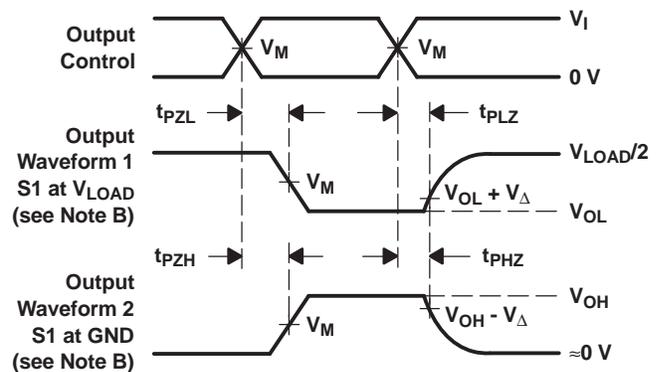 Output
Control
V_M
V_M
V_I
0 V
t_PZL
t_PLZ
Output
Waveform 1
S1 at V_LOAD
(see Note B)
V_M
V_LOAD/2
V_OL + V_Δ
V_OL
t_PZH
t_PHZ
Output
Waveform 2
S1 at GND
(see Note B)
V_M
V_OH
V_OH - V_Δ
≈0 V